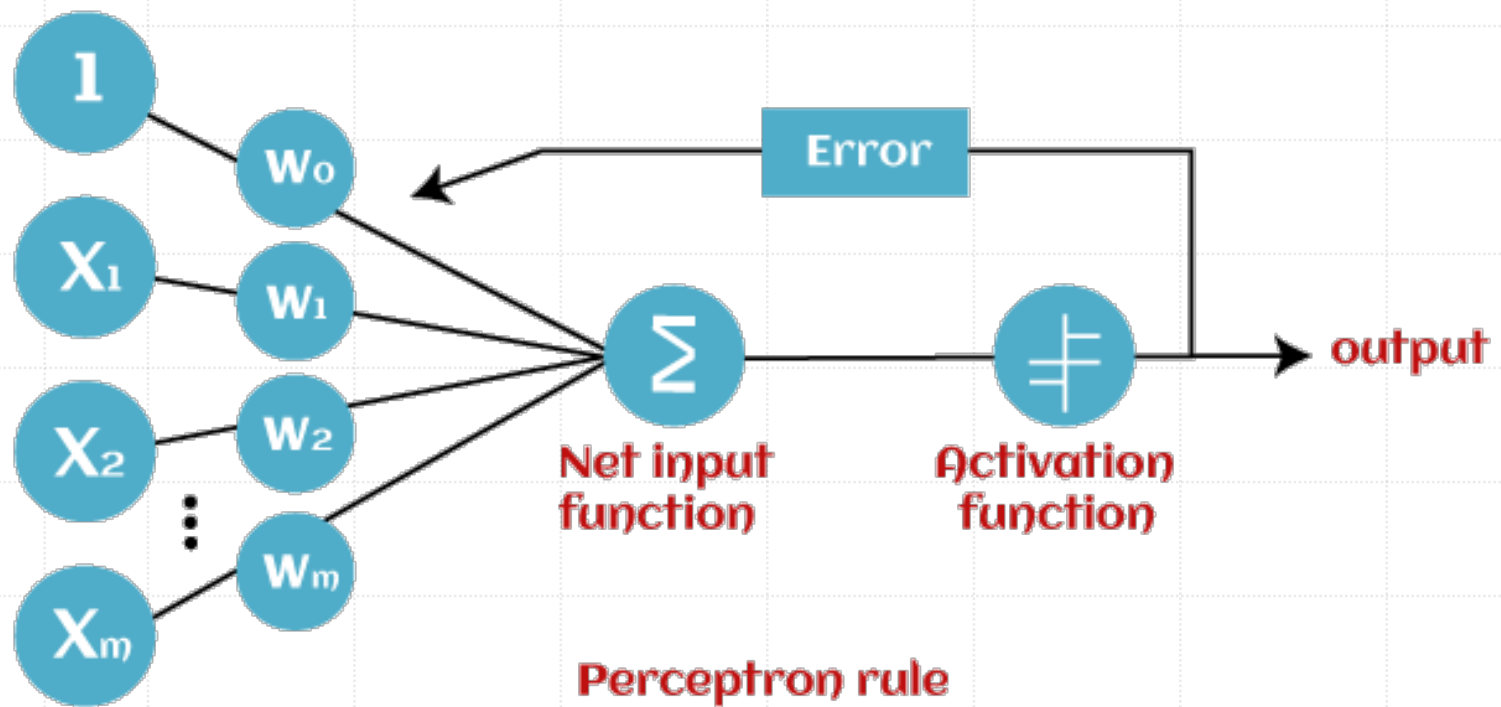 1
W0
Error
X1
W1
Σ
output
X2
W2
Net input
function
Activation
function
Wm
Xm
Perceptron rule